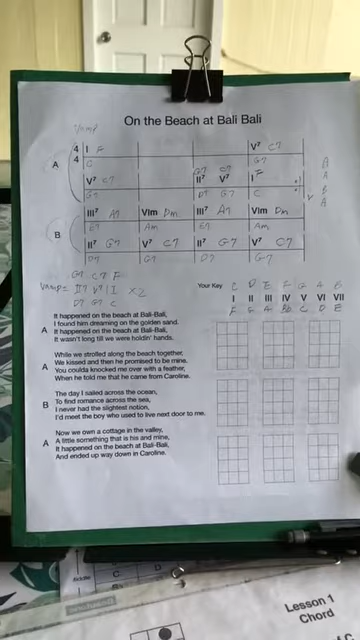 On the Beach at Bali Bali
Vamp
4 I F V7 C7
4 C G7
A V7 C7 G7 C7 F
II7 V7 I
G7 D7 G7 C
A
A
B
A
III7 A7 VIm Dm III7 A7 VIm Dm
E7 Am E7 Am
B
II7 G7 V7 C7 II7 G7 V7 C7
D7 G7 D7 G7
G7 C7 F
Vamp = II7 V7 I X2
D7 G7 C
Your Key C D E F G A B
I II III IV V VI VII
F G A Bb C D E
It happened on the beach at Bali-Bali,
I found him dreaming on the golden sand.
A It happened on the beach at Bali-Bali,
It wasn't long till we were holdin' hands.
While we strolled along the beach together,
We kissed and then he promised to be mine.
A You coulda knocked me over with a feather,
When he told me that he came from Caroline.
The day I sailed across the ocean,
To find romance across the sea,
B I never had the slightest notion,
I'd meet the boy who used to live next door to me.
Now we own a cottage in the valley,
A A little something that is his and mine,
It happened on the beach at Bali-Bali,
And ended up way down in Caroline.
C D
Lesson 1
Chord